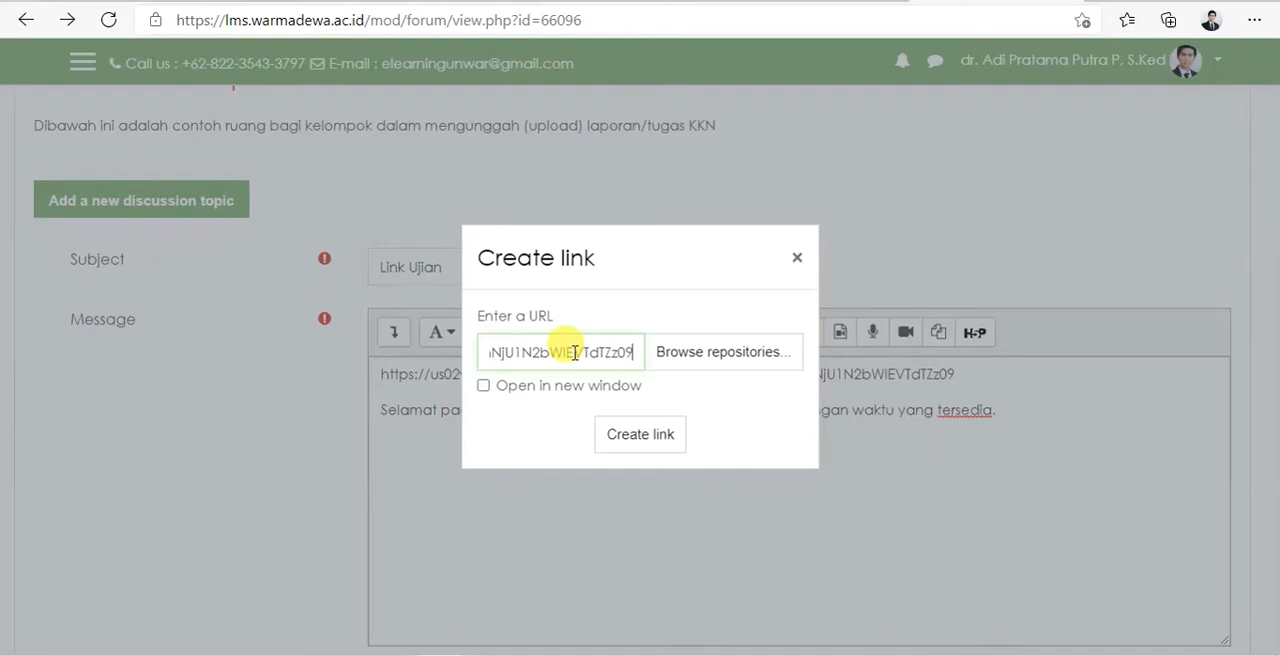 https://lms.warmadewa.ac.id/mod/forum/view.php?id=66096
Call us : +62-822-3543-3797 E-mail : elearningunwar@gmail.com
dr. Adi Pratama Putra P, S.Ked
Dibawah ini adalah contoh ruang bagi kelompok dalam mengunggah (upload) laporan/tugas KKN
Add a new discussion topic
Subject
Link Ujian
Message
A
H-P
https://us02
NjU1N2bWlEVTdTZz09
Selamat pa
ngan waktu yang tersedia.
Create link
×
Enter a URL
NjU1N2bWlEVTdTZz09
Browse repositories...
Open in new window
Create link